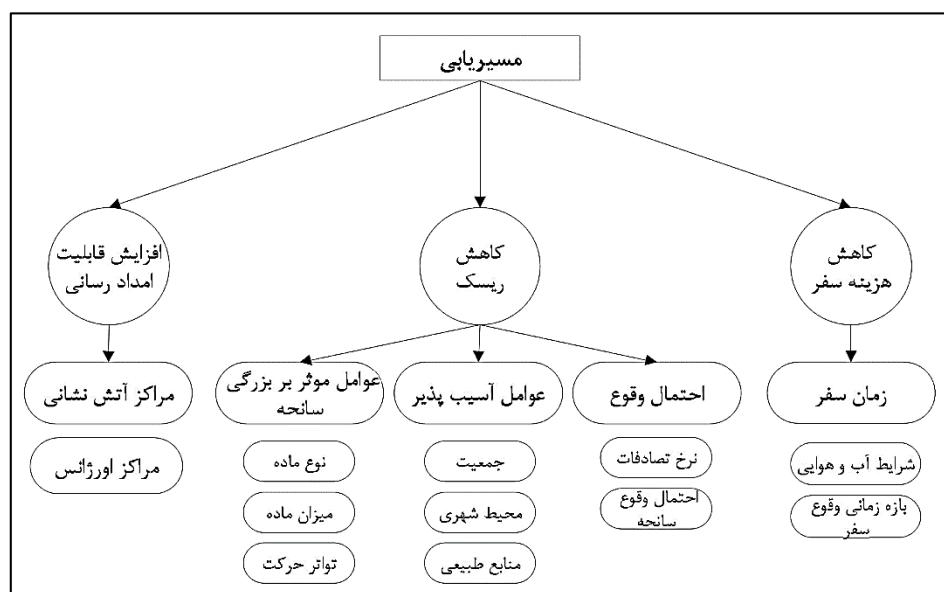 مسیریابی
کاهش
هزینه سفر
کاهش
ریسک
افزایش قابلیت
امداد رسانی
زمان سفر
احتمال وقوع
عوامل آسیب پذیر
عوامل موثر بر بزرگی
سانحه
مراکز آتش نشانی
شرایط آب و هوایی
بازه زمانی وقوع
سفر
نرخ تصادفات
احتمال وقوع
سانحه
جمعیت
محیط شهری
منابع طبیعی
نوع ماده
میزان ماده
تواتر حرکت
مراکز اورژانس